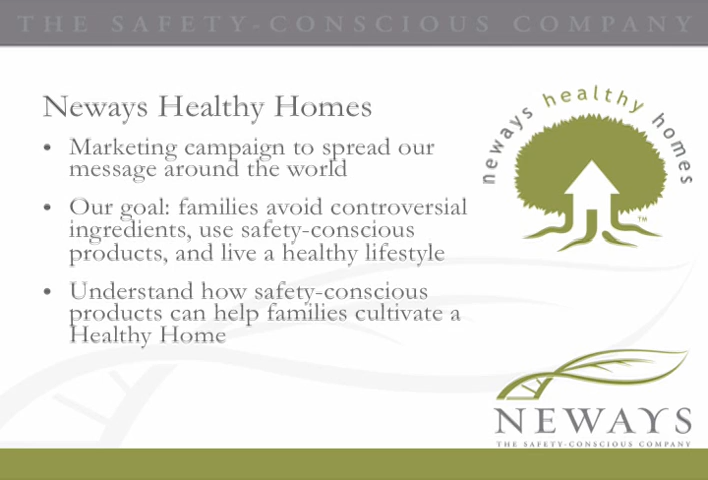 THE SAFETY-CONSCIOUS COMPANY
Neways Healthy Homes
• Marketing campaign to spread our
message around the world
• Our goal: families avoid controversial
ingredients, use safety-conscious
products, and live a healthy lifestyle
• Understand how safety-conscious
products can help families cultivate a
Healthy Home
neways healthy homes
TM
NEWAYS
THE SAFETY-CONSCIOUS COMPANY